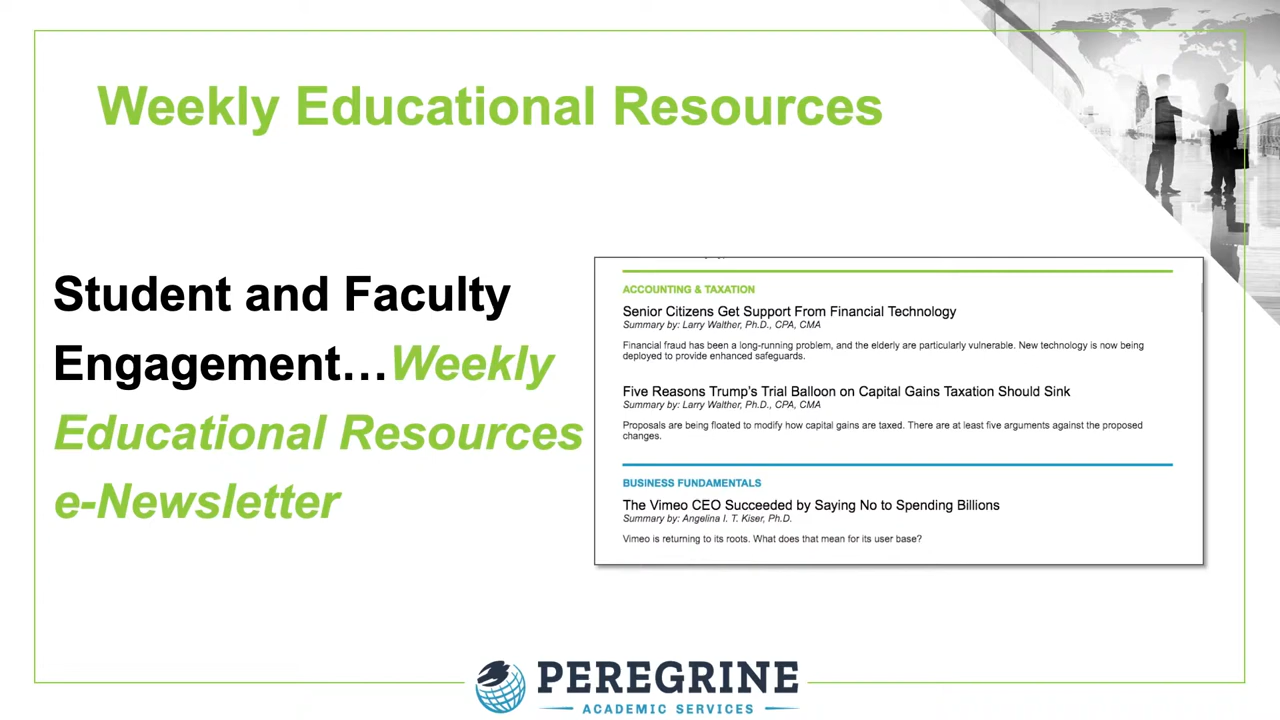 Weekly Educational Resources
Student and Faculty
Engagement…Weekly
Educational Resources
e-Newsletter
ACCOUNTING & TAXATION
Senior Citizens Get Support From Financial Technology
Summary by: Larry Walther, Ph.D., CPA, CMA
Financial fraud has been a long-running problem, and the elderly are particularly vulnerable. New technology is now being
deployed to provide enhanced safeguards.
Five Reasons Trump's Trial Balloon on Capital Gains Taxation Should Sink
Summary by: Larry Walther, Ph.D., CPA, CMA
Proposals are being floated to modify how capital gains are taxed. There are at least five arguments against the proposed
changes.
BUSINESS FUNDAMENTALS
The Vimeo CEO Succeeded by Saying No to Spending Billions
Summary by: Angelina I. T. Kiser, Ph.D.
Vimeo is returning to its roots. What does that mean for its user base?
PEREGRINE
ACADEMIC SERVICES